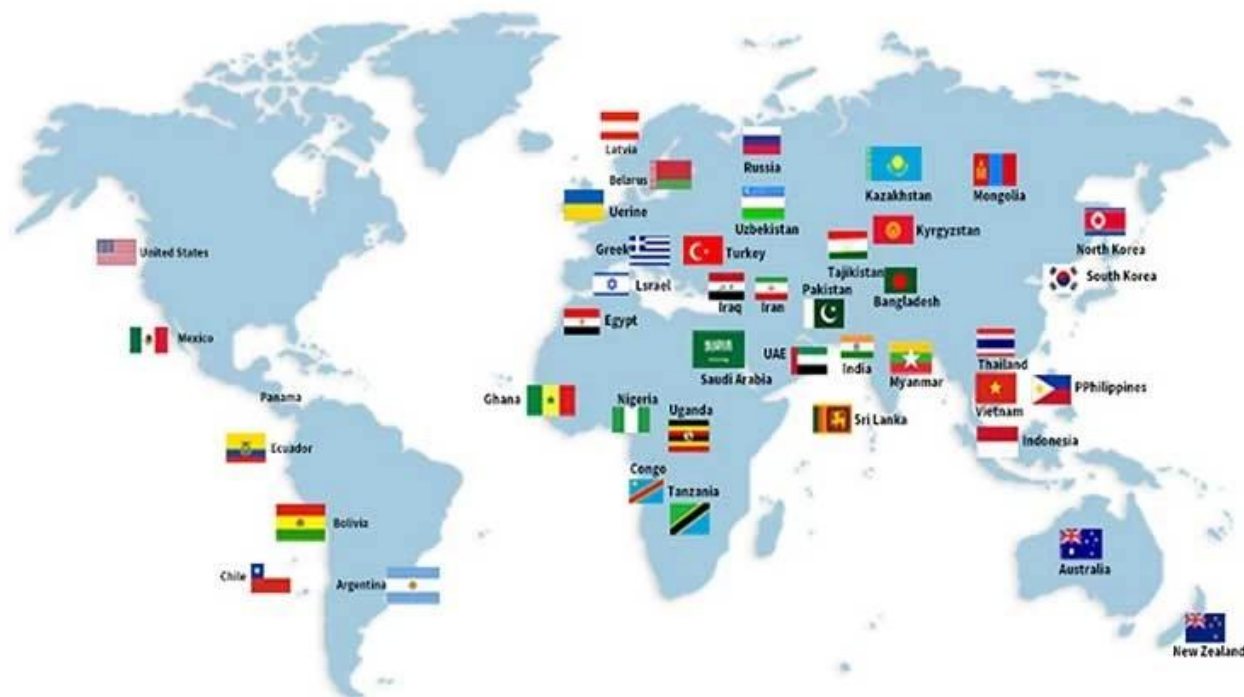 Latvia
Russia
Belarus
Kazakhstan
Mongolia
Uerine
Uzbekistan
Kyrgyzstan
North Korea
United States
Greek
Turkey
Tajikistan
South Korea
Lsrael
Pakistan
Bangladesh
Iraq
Iran
Egypt
Mexico
UAE
India
Thailand
Saudi Arabia
Myanmar
PPhilippines
Panama
Ghana
Nigeria
Uganda
Sri Lanka
Vietnam
Indonesia
Ecuador
Congo
Tanzania
Bolivia
Australia
Chile
Argentina
New Zealand